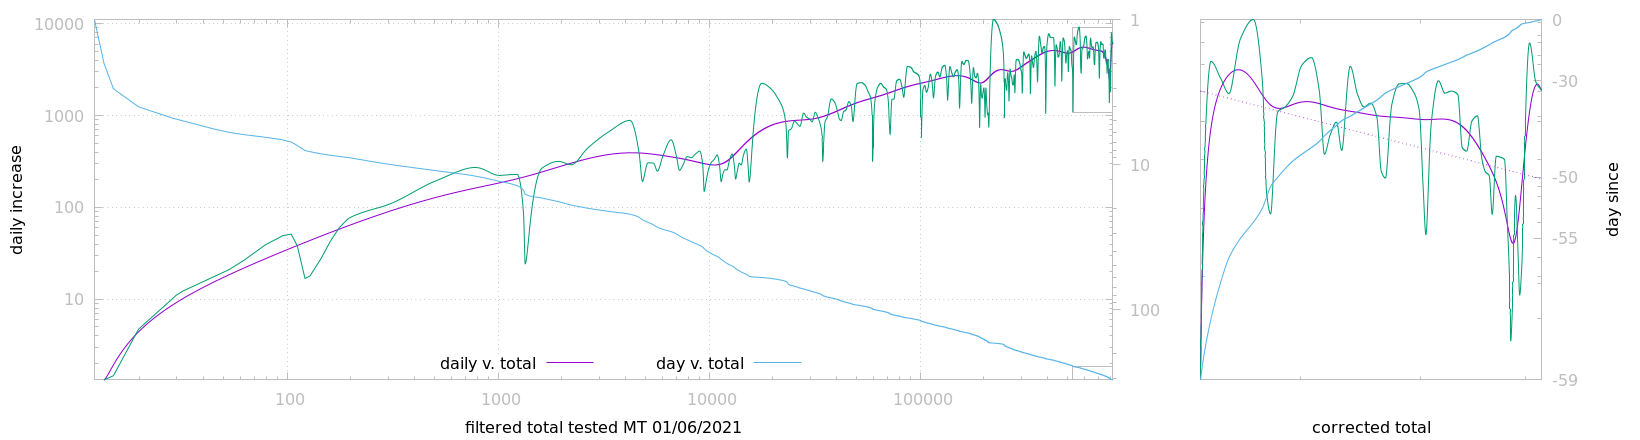 daily increase
10000
1000
100
10
daily v. total
day v. total
100
1000
10000
100000
filtered total tested MT 01/06/2021
1
10
100
0
-30
-50
-55
-59
day since
corrected total